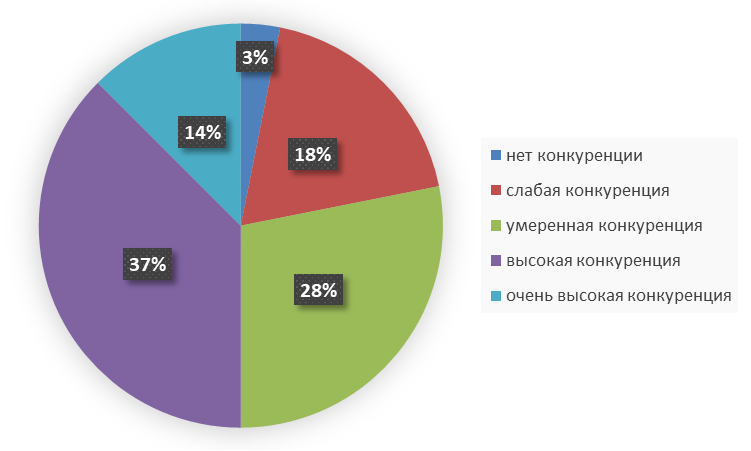 3%
14%
18%
37%
28%
нет конкуренции
слабая конкуренция
умеренная конкуренция
высокая конкуренция
очень высокая конкуренция